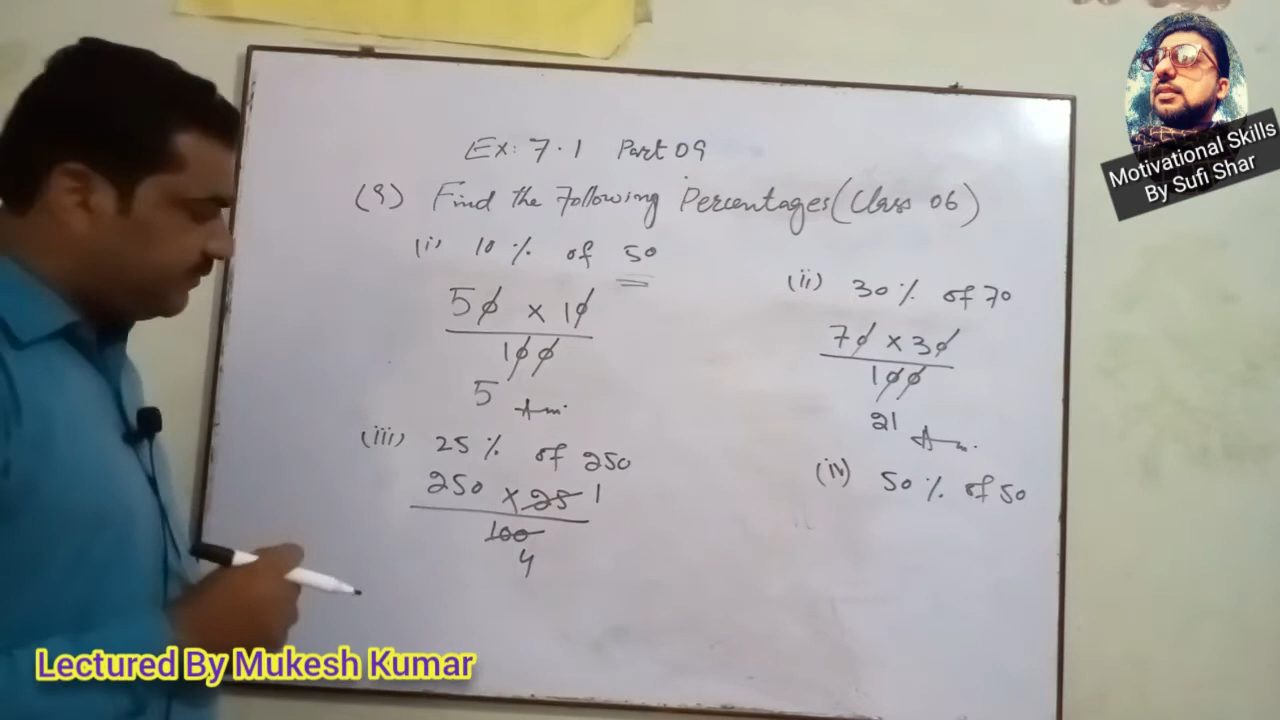 Ex: 7.1 Part 09
(9) Find the Following Percentages (Class 06)
(i) 10 % of 50
50 x 10
100
5 Ans.
(ii) 30 % of 70
70 x 30
100
21 Ans.
(iii) 25 % of 250
250 x 25 1
100
4
(iv) 50 % of 50
Motivational Skills
By Sufi Shar
Lectured By Mukesh Kumar